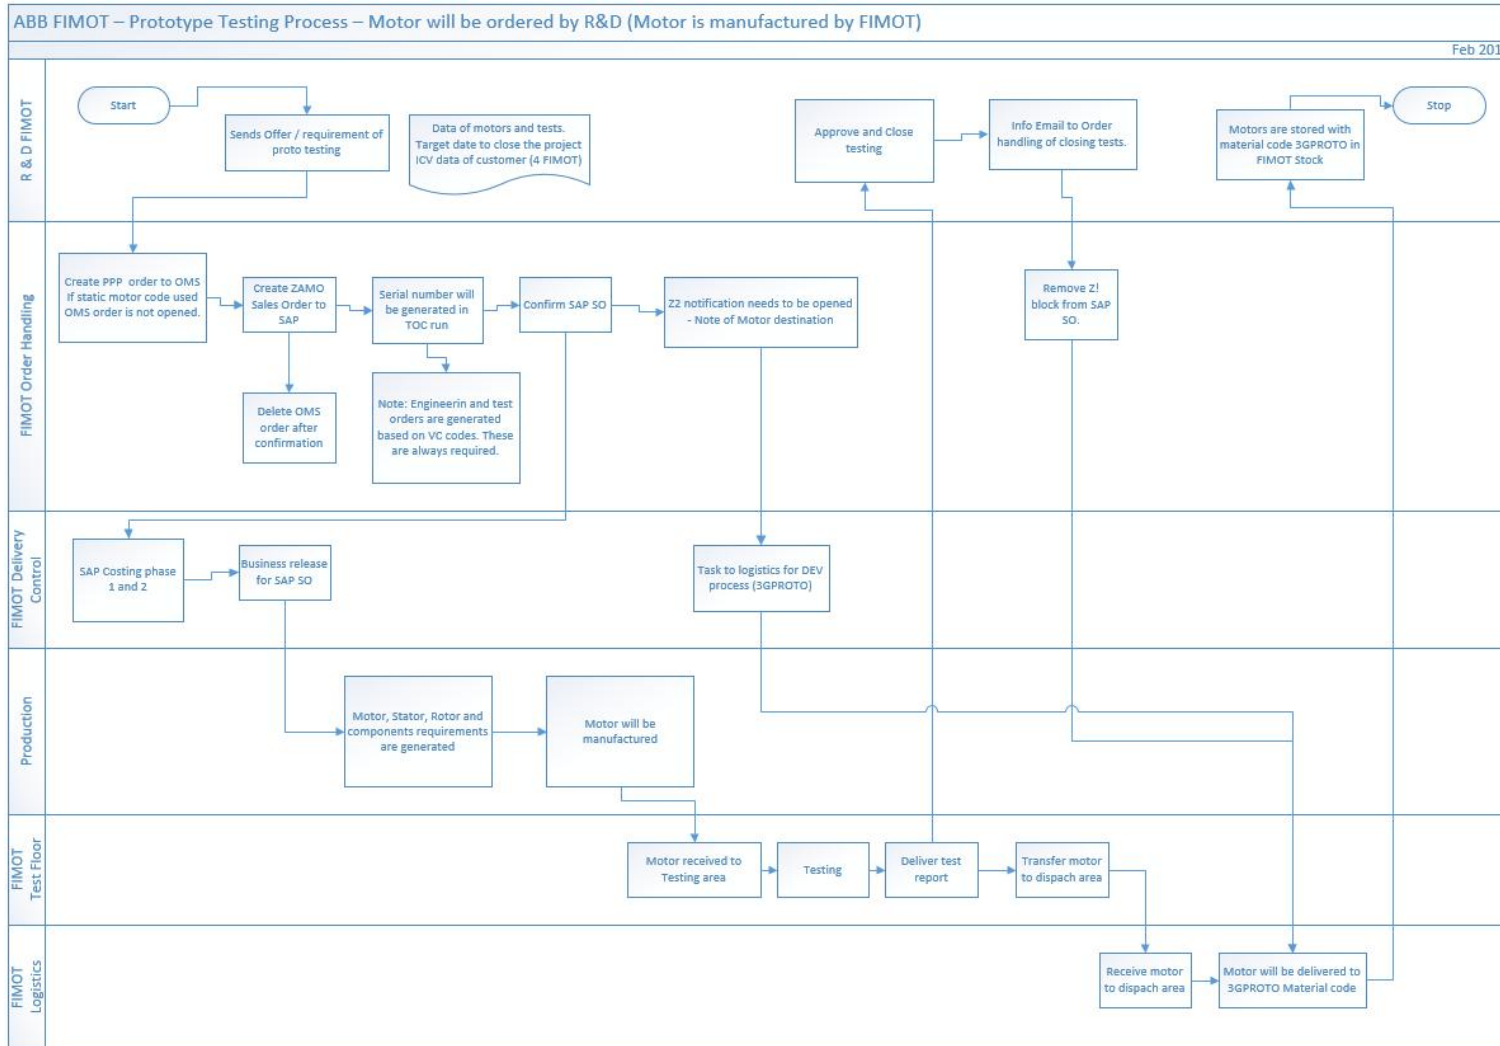 ABB FIMOT – Prototype Testing Process – Motor will be ordered by R&D (Motor is manufactured by FIMOT)
Feb 201
R & D FIMOT
Start
Sends Offer / requirement of
proto testing
Data of motors and tests.
Target date to close the project
ICV data of customer (4 FIMOT)
Approve and Close
testing
Info Email to Order
handling of closing tests.
Motors are stored with
material code 3GPROTO in
FIMOT Stock
Stop
FIMOT Order Handling
Create PPP order to OMS
If static motor code used
OMS order is not opened.
Create ZAMO
Sales Order to
SAP
Serial number will
be generated in
TOC run
Confirm SAP SO
Z2 notification needs to be opened
- Note of Motor destination
Remove Z!
block from SAP
SO.
Delete OMS
order after
confirmation
Note: Engineerin and test
orders are generated
based on VC codes. These
are always required.
FIMOT Delivery
Control
SAP Costing phase
1 and 2
Business release
for SAP SO
Task to logistics for DEV
process (3GPROTO)
Production
Motor, Stator, Rotor and
components requirements
are generated
Motor will be
manufactured
FIMOT
Test Floor
Motor received to
Testing area
Testing
Deliver test
report
Transfer motor
to dispach area
FIMOT
Logistics
Receive motor
to dispach area
Motor will be delivered to
3GPROTO Material code